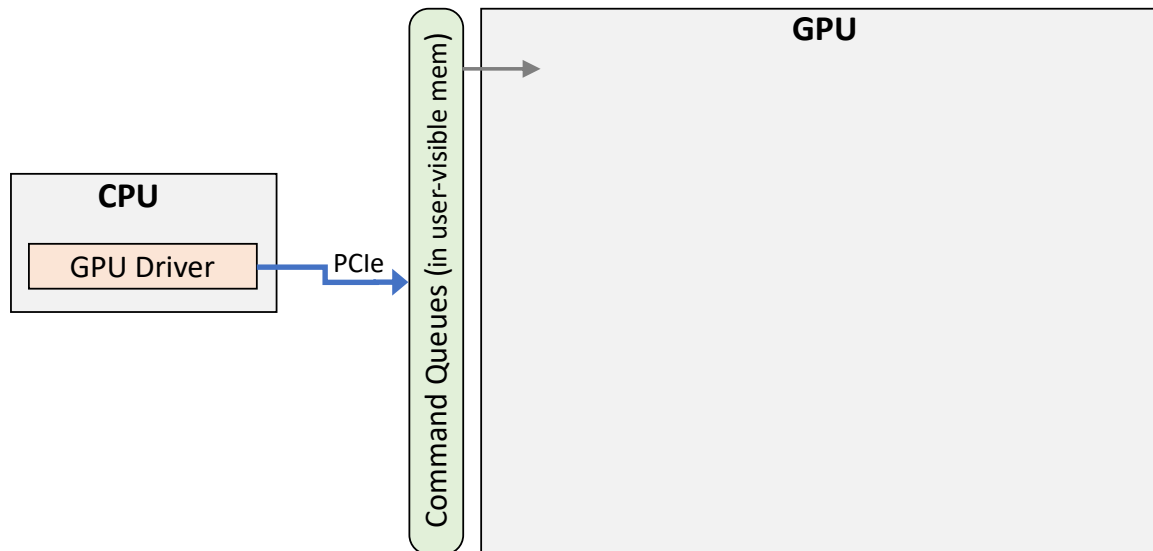 GPU
CPU
GPU Driver
PCIe
Command Queues (in user-visible mem)